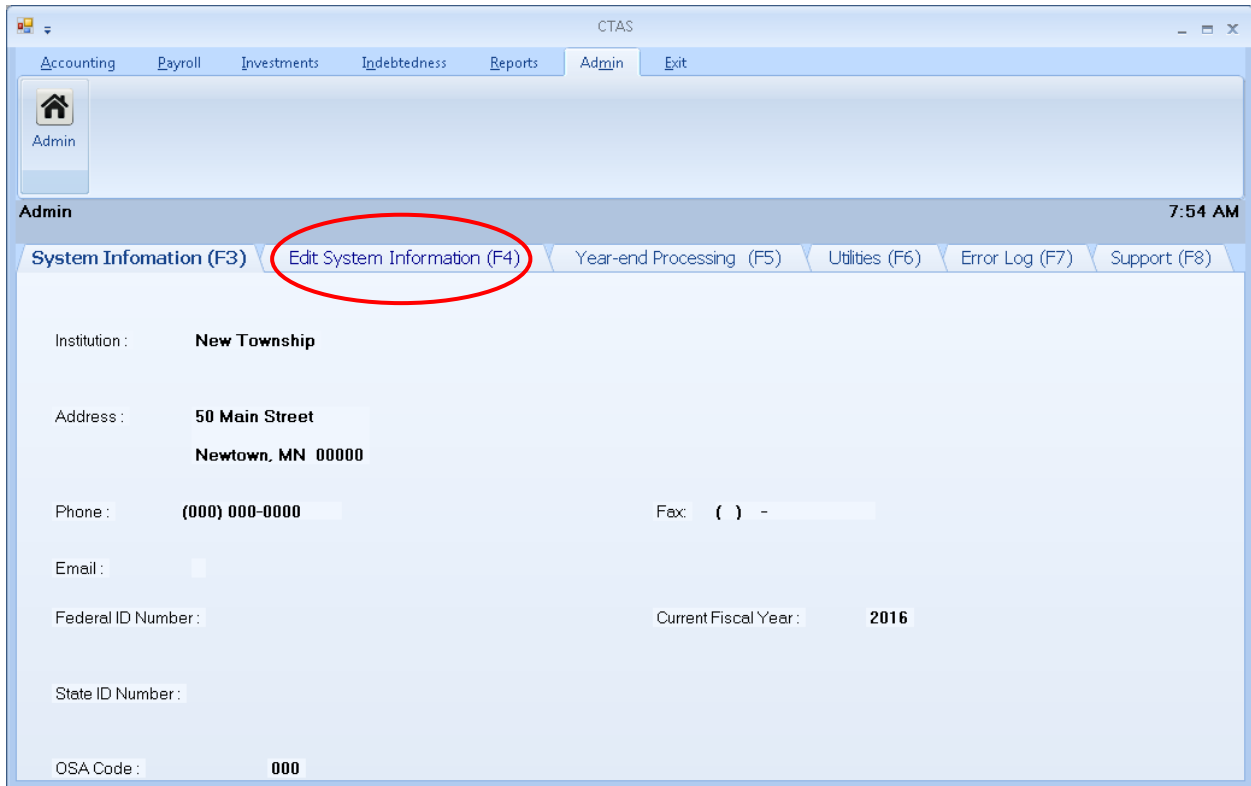 CTAS
Accounting Payroll Investments Indebtedness Reports Admin Exit
Admin
Admin 7:54 AM
System Infomation (F3) Edit System Information (F4) Year-end Processing (F5) Utilities (F6) Error Log (F7) Support (F8)
Institution : New Township
Address : 50 Main Street
Newtown, MN 00000
Phone : (000) 000-0000 Fax: ( ) -
Email :
Federal ID Number : Current Fiscal Year : 2016
State ID Number :
OSA Code : 000